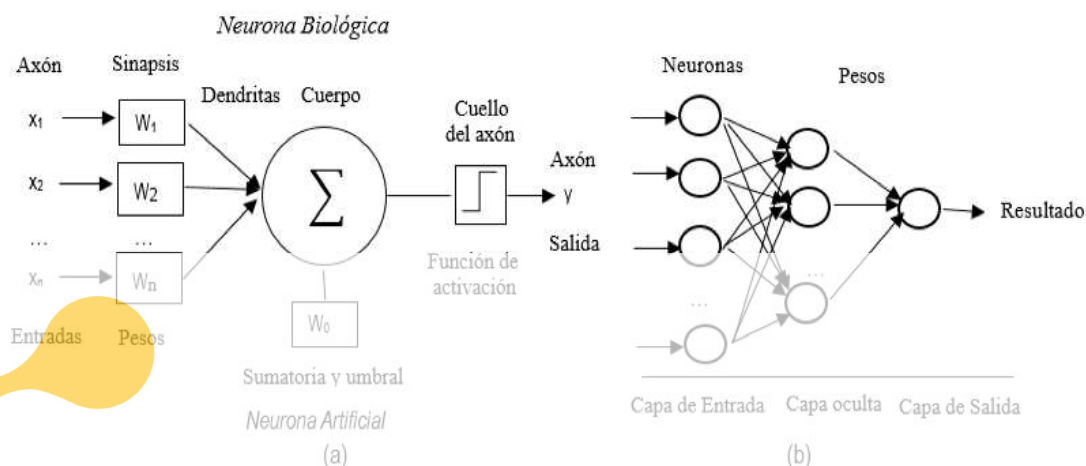 Neurona Biológica
Axón
Sinapsis
Dendritas
Cuerpo
Cuello
del axón
Axón
x1
W1
x2
W2
...
...
xn
Wn
Σ
y
Salida
Función de
activación
W0
Entradas
Pesos
Sumatoria y umbral
Neurona Artificial
(a)
Neuronas
Pesos
Resultado
...
...
Capa de Entrada
Capa oculta
Capa de Salida
(b)